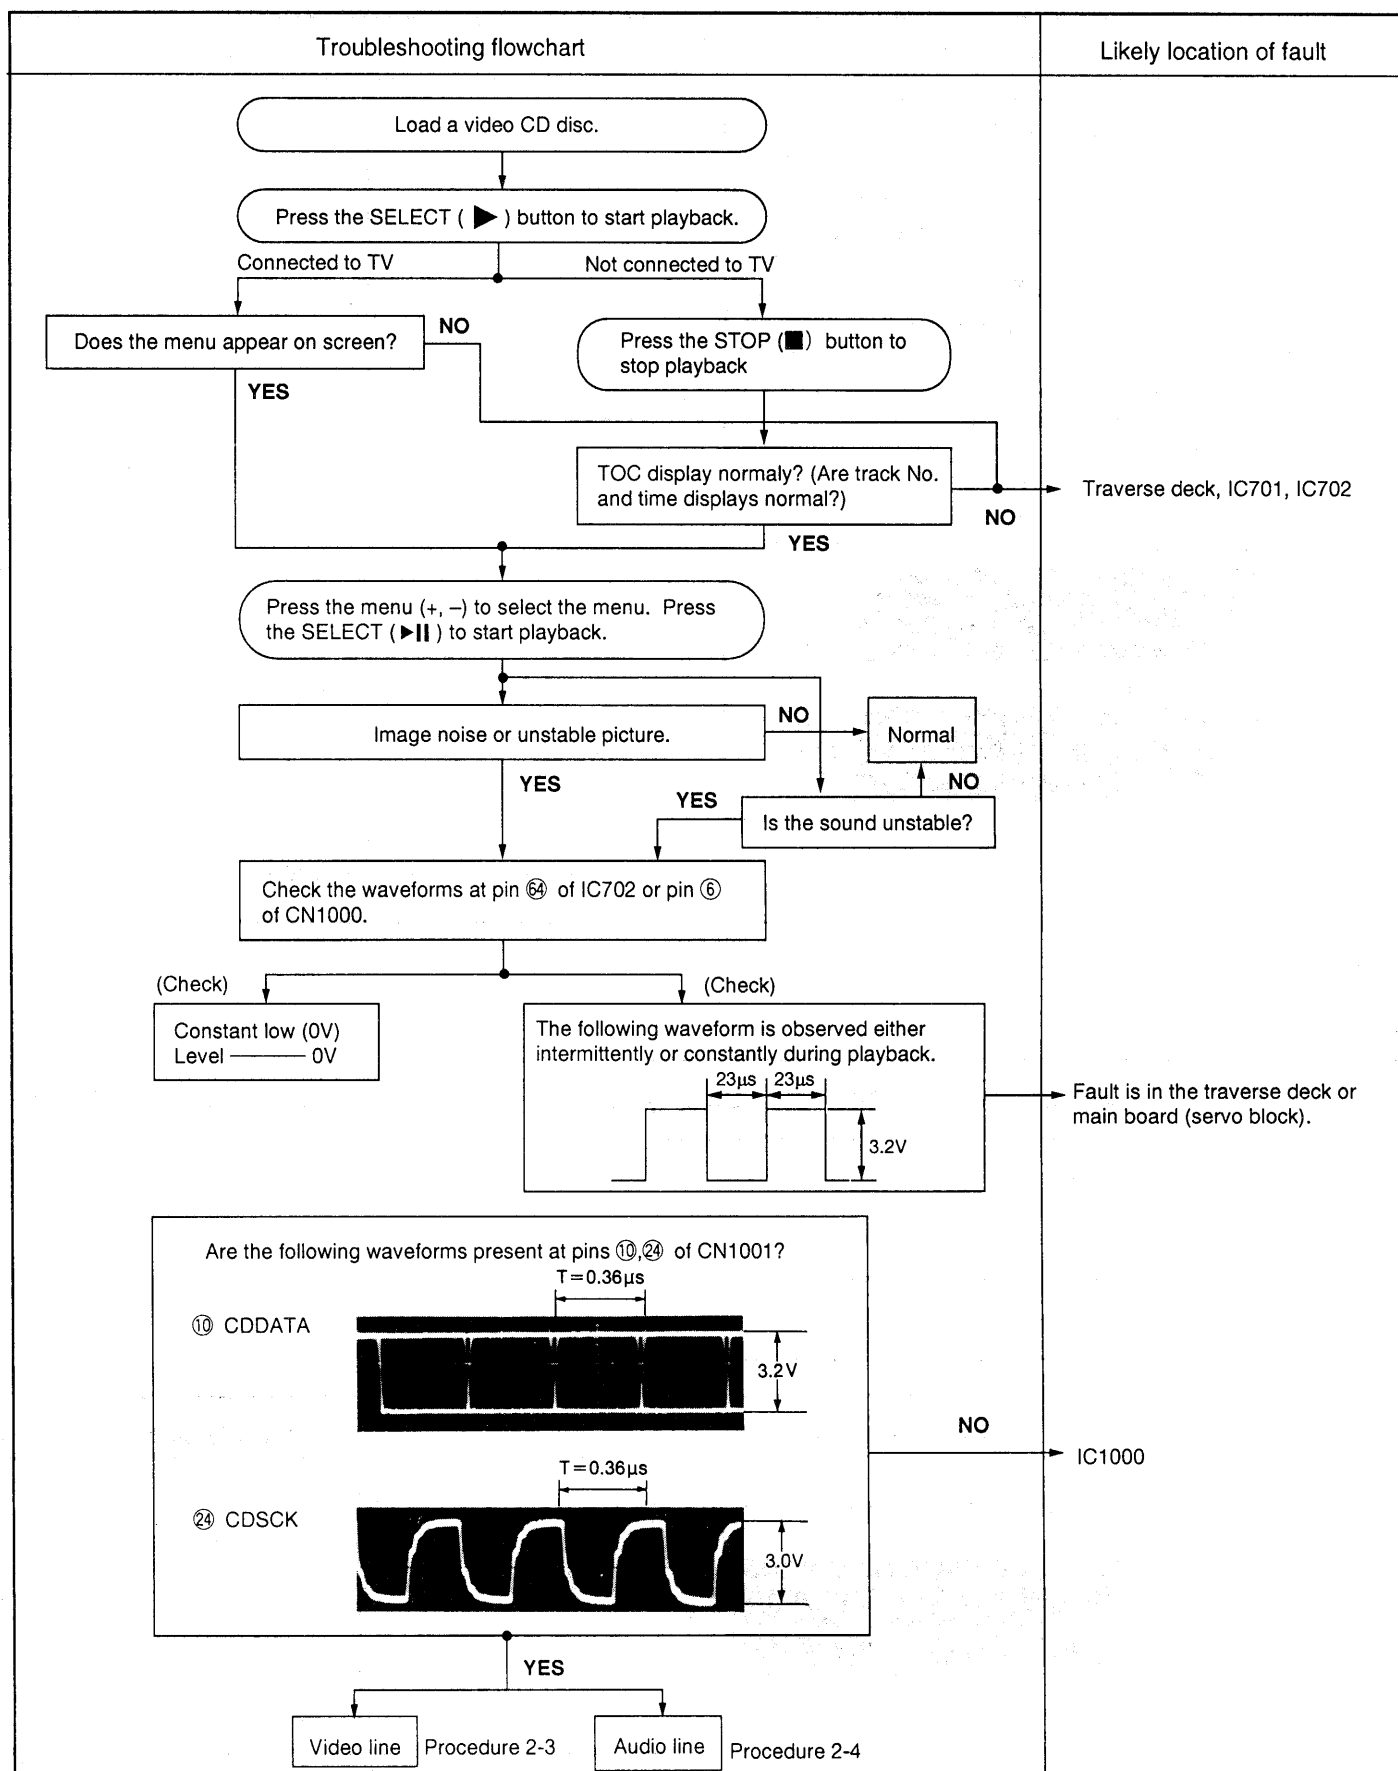 Troubleshooting flowchart
Likely location of fault
Load a video CD disc.
Press the SELECT ( ▶ ) button to start playback.
Connected to TV
Not connected to TV
Does the menu appear on screen?
NO
YES
Press the STOP (■) button to
stop playback
TOC display normaly? (Are track No.
and time displays normal?)
NO
Traverse deck, IC701, IC702
YES
Press the menu (+, –) to select the menu. Press
the SELECT ( ▶II ) to start playback.
Image noise or unstable picture.
NO
Normal
YES
NO
YES
Is the sound unstable?
Check the waveforms at pin ㉔ of IC702 or pin ⑥
of CN1000.
(Check)
Constant low (0V)
Level ——— 0V
(Check)
The following waveform is observed either
intermittently or constantly during playback.
23µs 23µs
3.2V
Fault is in the traverse deck or
main board (servo block).
Are the following waveforms present at pins ⑩,㉔ of CN1001?
T=0.36µs
⑩ CDDATA
3.2V
NO
IC1000
T=0.36µs
㉔ CDSCK
3.0V
YES
Video line
Procedure 2-3
Audio line
Procedure 2-4